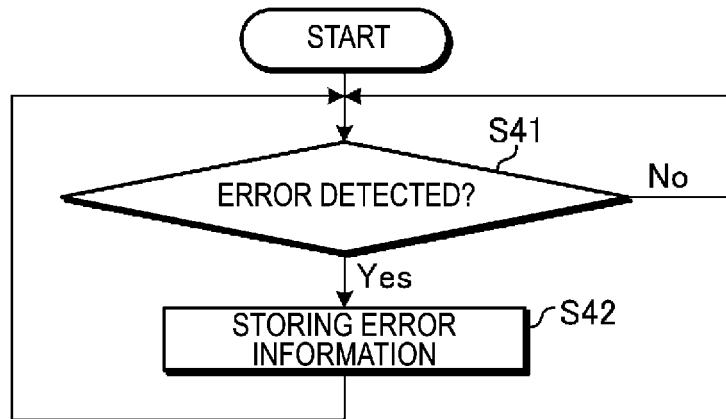 START
S41
ERROR DETECTED?
No
Yes
STORING ERROR
INFORMATION
S42